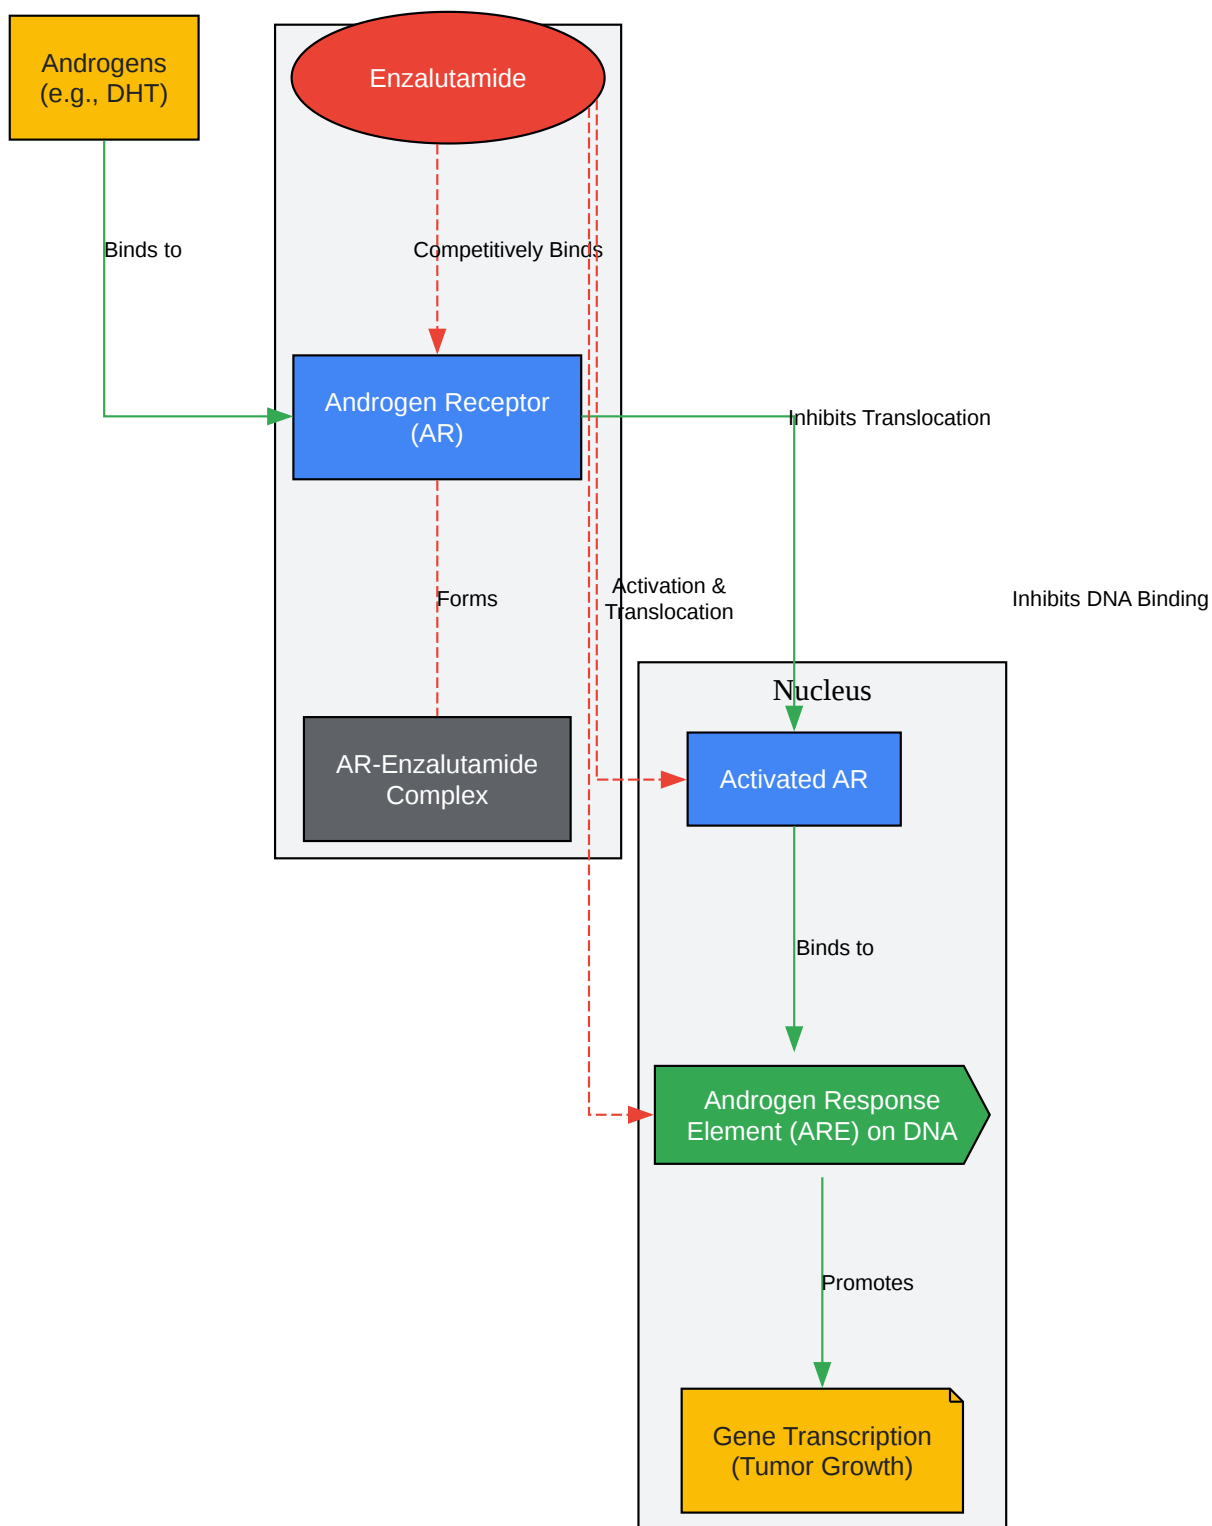 Androgens
(e.g., DHT)
Enzalutamide
Binds to
Competitively Binds
Androgen Receptor
(AR)
Inhibits Translocation
Forms
Activation &
Translocation
Inhibits DNA Binding
Nucleus
AR-Enzalutamide
Complex
Activated AR
Binds to
Androgen Response
Element (ARE) on DNA
Promotes
Gene Transcription
(Tumor Growth)